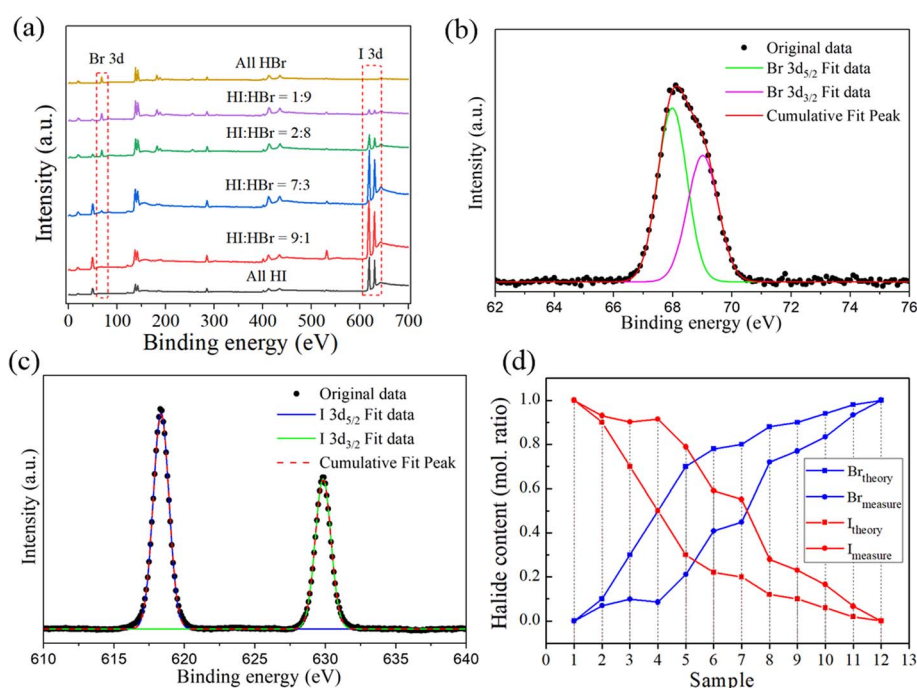 (a)
Br 3d
All HBr
I 3d
HI:HBr = 1:9
HI:HBr = 2:8
HI:HBr = 7:3
HI:HBr = 9:1
All HI
Intensity (a.u.)
0 100 200 300 400 500 600 700
Binding energy (eV)
(b)
Original data
Br 3d5/2 Fit data
Br 3d3/2 Fit data
Cumulative Fit Peak
Intensity (a.u.)
62 64 66 68 70 72 74 76
Binding energy (eV)
(c)
Original data
I 3d5/2 Fit data
I 3d3/2 Fit data
Cumulative Fit Peak
Intensity (a.u.)
610 615 620 625 630 635 640
Binding energy (eV)
(d)
1.0
0.8
0.6
0.4
0.2
0.0
Halide content (mol. ratio)
Brtheory
Brmeasure
Itheory
Imeasure
0 1 2 3 4 5 6 7 8 9 10 11 12 13
Sample